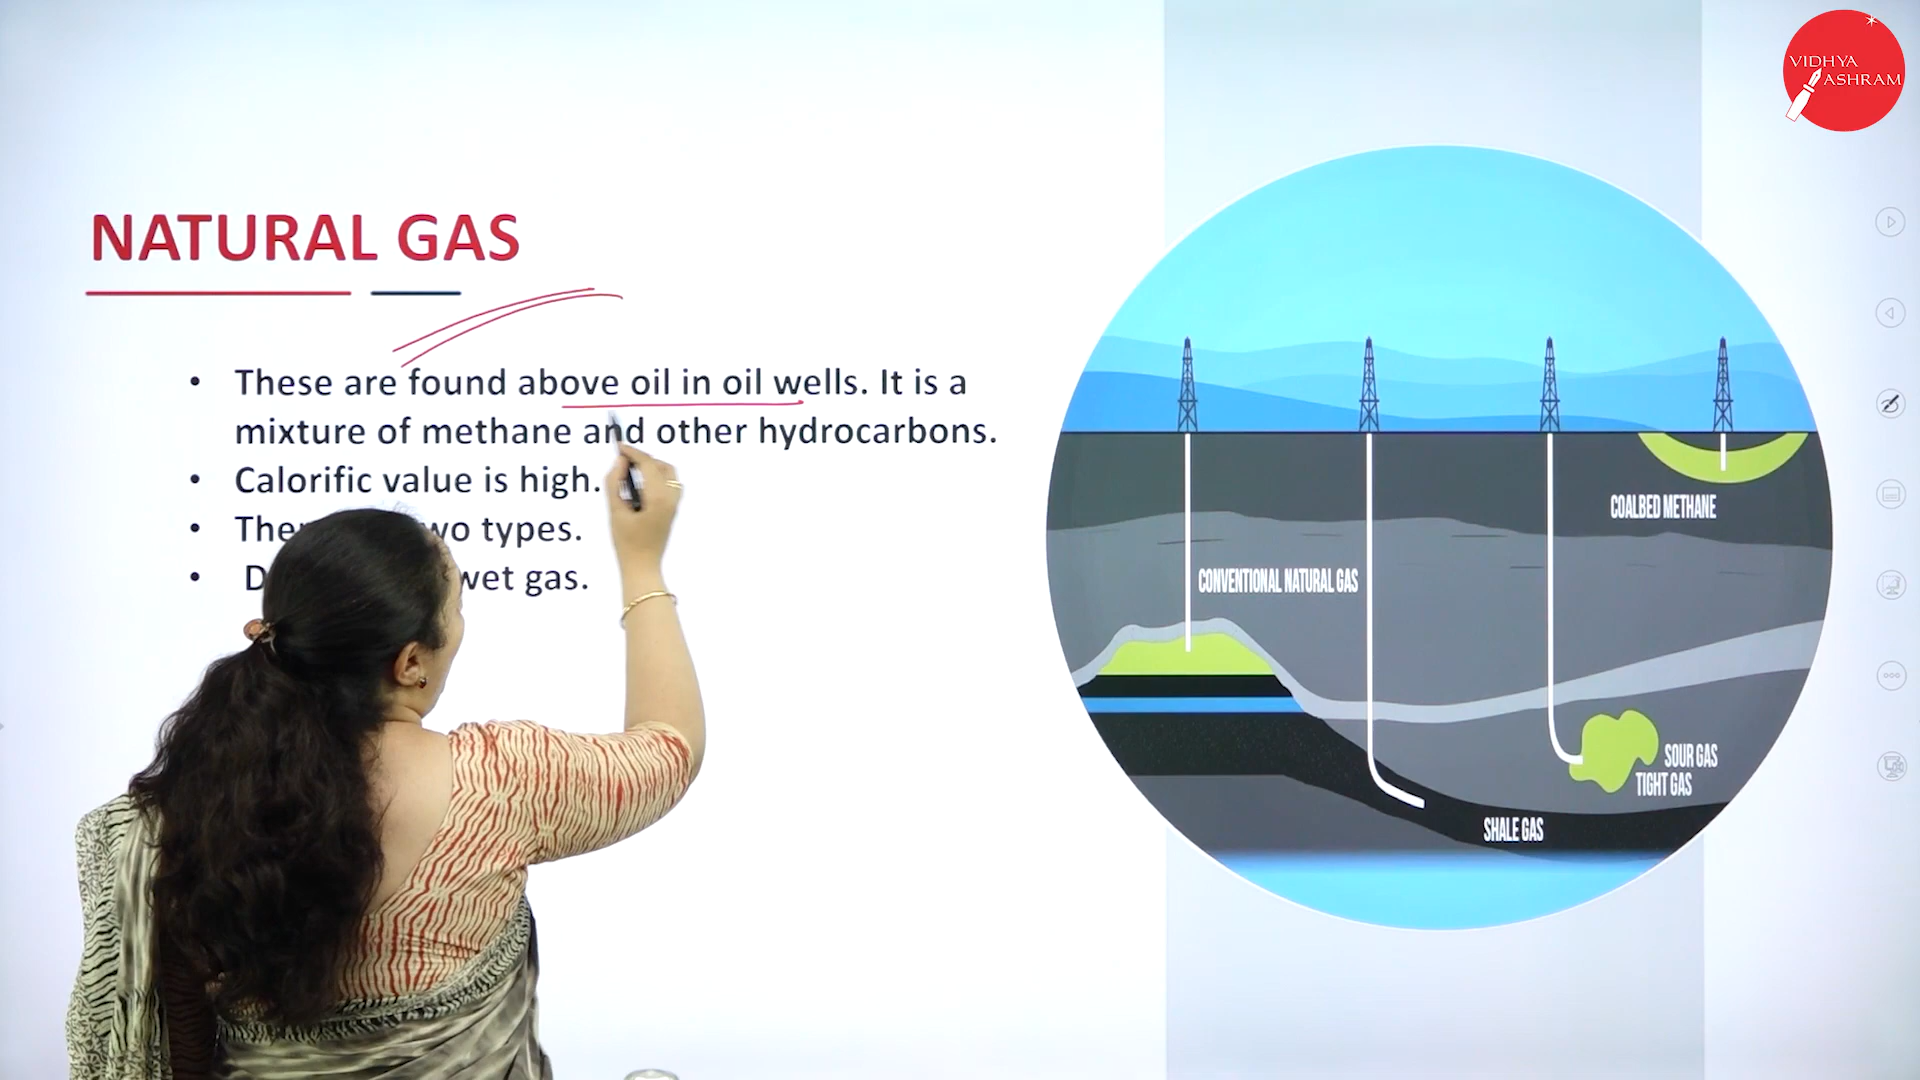 VIDHYA
ASHRAM
NATURAL GAS
• These are found above oil in oil wells. It is a
mixture of methane and other hydrocarbons.
• Calorific value is high.
• types.
• wet gas.
COALBED METHANE
CONVENTIONAL NATURAL GAS
SOUR GAS
TIGHT GAS
SHALE GAS